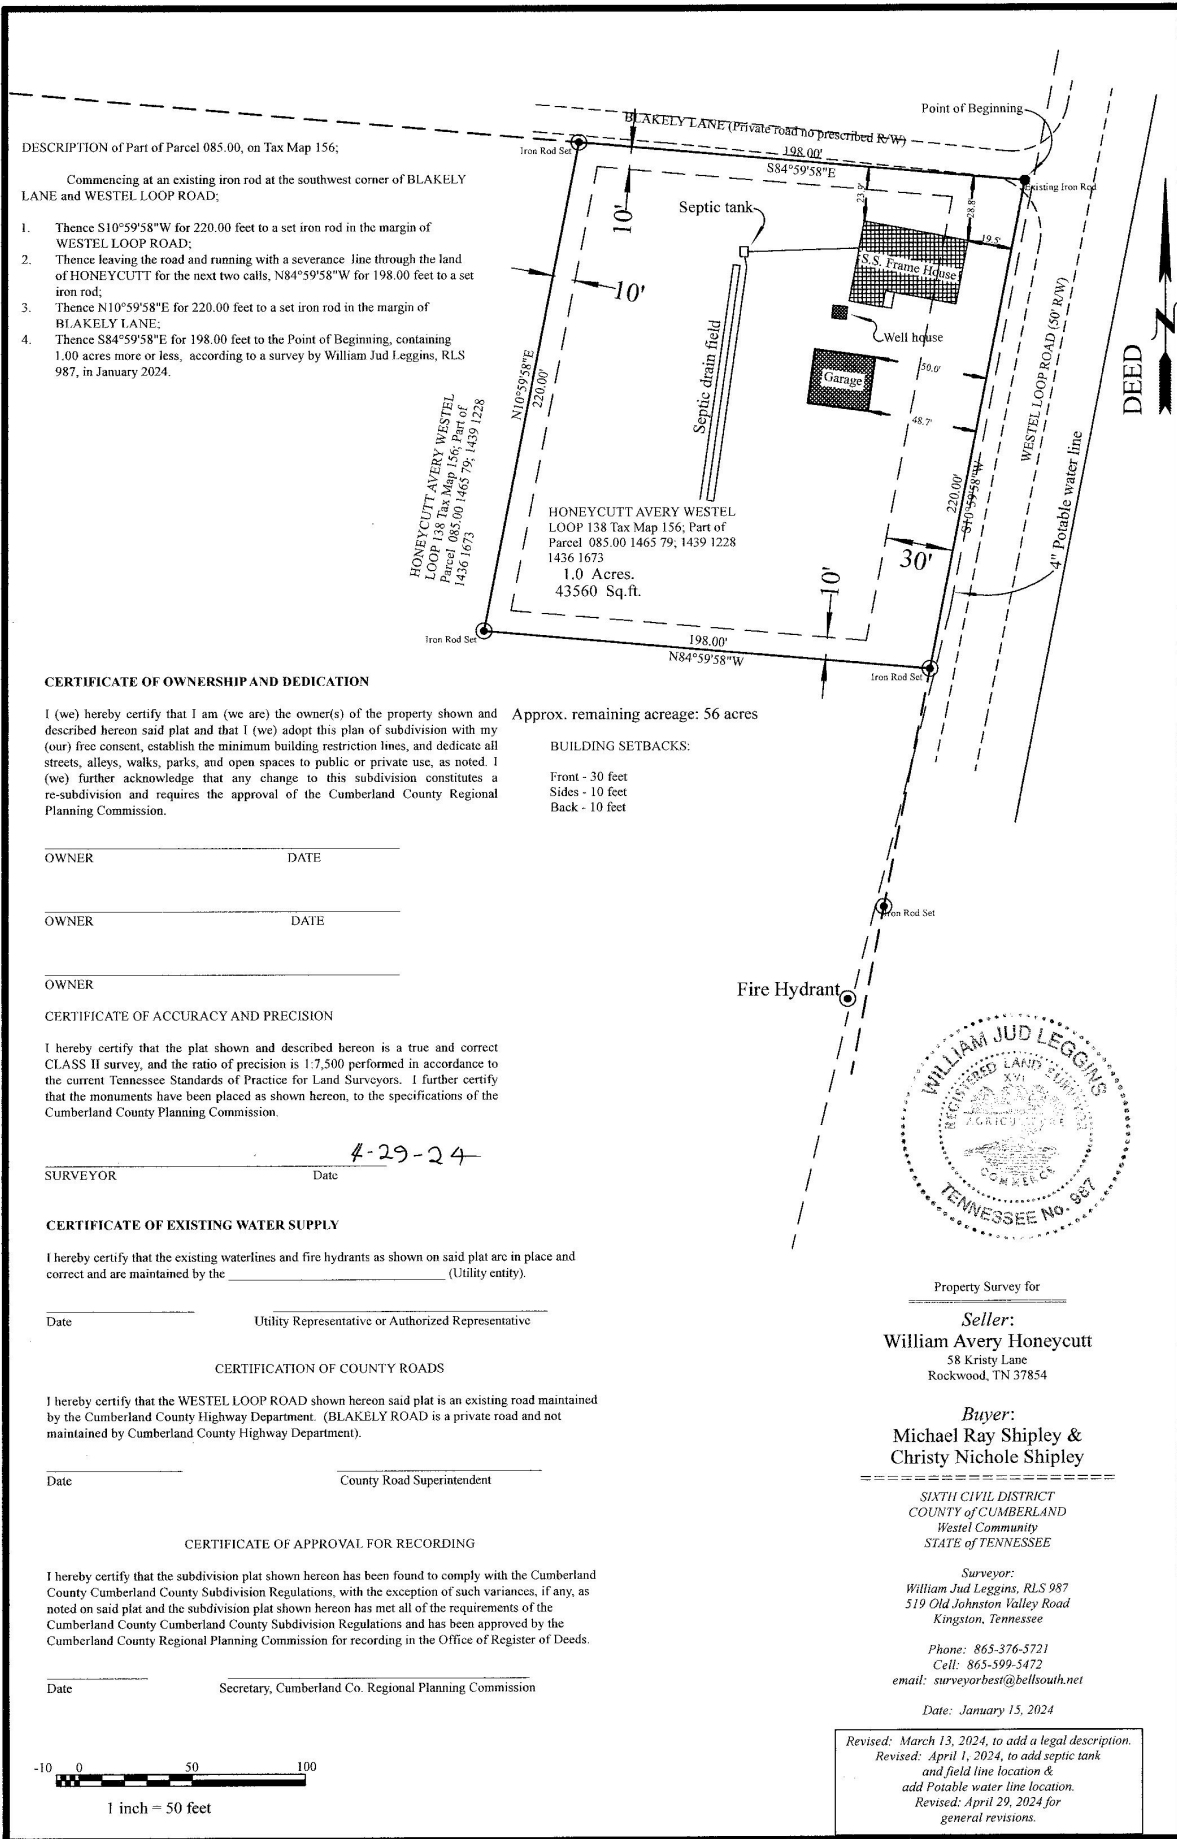 Point of Beginning
BLAKELY LANE (Private road no prescribed R/W)
198.00'
S84°59'58"E
Iron Rod Set
Existing Iron Rod
DESCRIPTION of Part of Parcel 085.00, on Tax Map 156;
Commencing at an existing iron rod at the southwest corner of BLAKELY
LANE and WESTEL LOOP ROAD;
1. Thence S10°59'58"W for 220.00 feet to a set iron rod in the margin of
WESTEL LOOP ROAD;
2. Thence leaving the road and running with a severance line through the land
of HONEYCUTT for the next two calls, N84°59'58"W for 198.00 feet to a set
iron rod;
3. Thence N10°59'58"E for 220.00 feet to a set iron rod in the margin of
BLAKELY LANE;
4. Thence S84°59'58"E for 198.00 feet to the Point of Beginning, containing
1.00 acres more or less, according to a survey by William Jud Leggins, RLS
987, in January 2024.
10'
Septic tank
28.8'
19.5'
S.S. Frame House
10'
Well house
Garage
50.0'
48.7'
Septic drain field
N10°59'58"E
220.00'
HONEYCUTT AVERY WESTEL
LOOP 138 Tax Map 156; Part of
Parcel 085.00 1465 79; 1439 1228
1436 1673
HONEYCUTT AVERY WESTEL
LOOP 138 Tax Map 156; Part of
Parcel 085.00 1465 79; 1439 1228
1436 1673
1.0 Acres.
43560 Sq.ft.
220.00'
S10°59'58"W
WESTEL LOOP ROAD (50' R/W)
4" Potable water line
DEED
N
30'
10'
Iron Rod Set
198.00'
N84°59'58"W
Iron Rod Set
CERTIFICATE OF OWNERSHIP AND DEDICATION
I (we) hereby certify that I am (we are) the owner(s) of the property shown and
described hereon said plat and that I (we) adopt this plan of subdivision with my
(our) free consent, establish the minimum building restriction lines, and dedicate all
streets, alleys, walks, parks, and open spaces to public or private use, as noted. I
(we) further acknowledge that any change to this subdivision constitutes a
re-subdivision and requires the approval of the Cumberland County Regional
Planning Commission.
Approx. remaining acreage: 56 acres
BUILDING SETBACKS:
Front - 30 feet
Sides - 10 feet
Back - 10 feet
OWNER DATE
OWNER DATE
OWNER
Iron Rod Set
Fire Hydrant
CERTIFICATE OF ACCURACY AND PRECISION
I hereby certify that the plat shown and described hereon is a true and correct
CLASS II survey, and the ratio of precision is 1:7,500 performed in accordance to
the current Tennessee Standards of Practice for Land Surveyors. I further certify
that the monuments have been placed as shown hereon, to the specifications of the
Cumberland County Planning Commission.
4-29-24
SURVEYOR Date
WILLIAM JUD LEGGINS
REGISTERED LAND SURVEYOR
XVI
AGRICULTURE
COMMERCE
TENNESSEE No. 987
CERTIFICATE OF EXISTING WATER SUPPLY
I hereby certify that the existing waterlines and fire hydrants as shown on said plat are in place and
correct and are maintained by the ____________ (Utility entity).
Date Utility Representative or Authorized Representative
CERTIFICATION OF COUNTY ROADS
I hereby certify that the WESTEL LOOP ROAD shown hereon said plat is an existing road maintained
by the Cumberland County Highway Department. (BLAKELY ROAD is a private road and not
maintained by Cumberland County Highway Department).
Date County Road Superintendent
CERTIFICATE OF APPROVAL FOR RECORDING
I hereby certify that the subdivision plat shown hereon has been found to comply with the Cumberland
County Cumberland County Subdivision Regulations, with the exception of such variances, if any, as
noted on said plat and the subdivision plat shown hereon has met all of the requirements of the
Cumberland County Cumberland County Subdivision Regulations and has been approved by the
Cumberland County Regional Planning Commission for recording in the Office of Register of Deeds.
Date Secretary, Cumberland Co. Regional Planning Commission
-10 0 50 100
1 inch = 50 feet
Property Survey for
Seller:
William Avery Honeycutt
58 Kristy Lane
Rockwood, TN 37854
Buyer:
Michael Ray Shipley &
Christy Nichole Shipley
SIXTH CIVIL DISTRICT
COUNTY of CUMBERLAND
Westel Community
STATE of TENNESSEE
Surveyor:
William Jud Leggins, RLS 987
519 Old Johnston Valley Road
Kingston, Tennessee
Phone: 865-376-5721
Cell: 865-599-5472
email: surveyorbest@bellsouth.net
Date: January 15, 2024
Revised: March 13, 2024, to add a legal description.
Revised: April 1, 2024, to add septic tank
and field line location &
add Potable water line location.
Revised: April 29, 2024 for
general revisions.